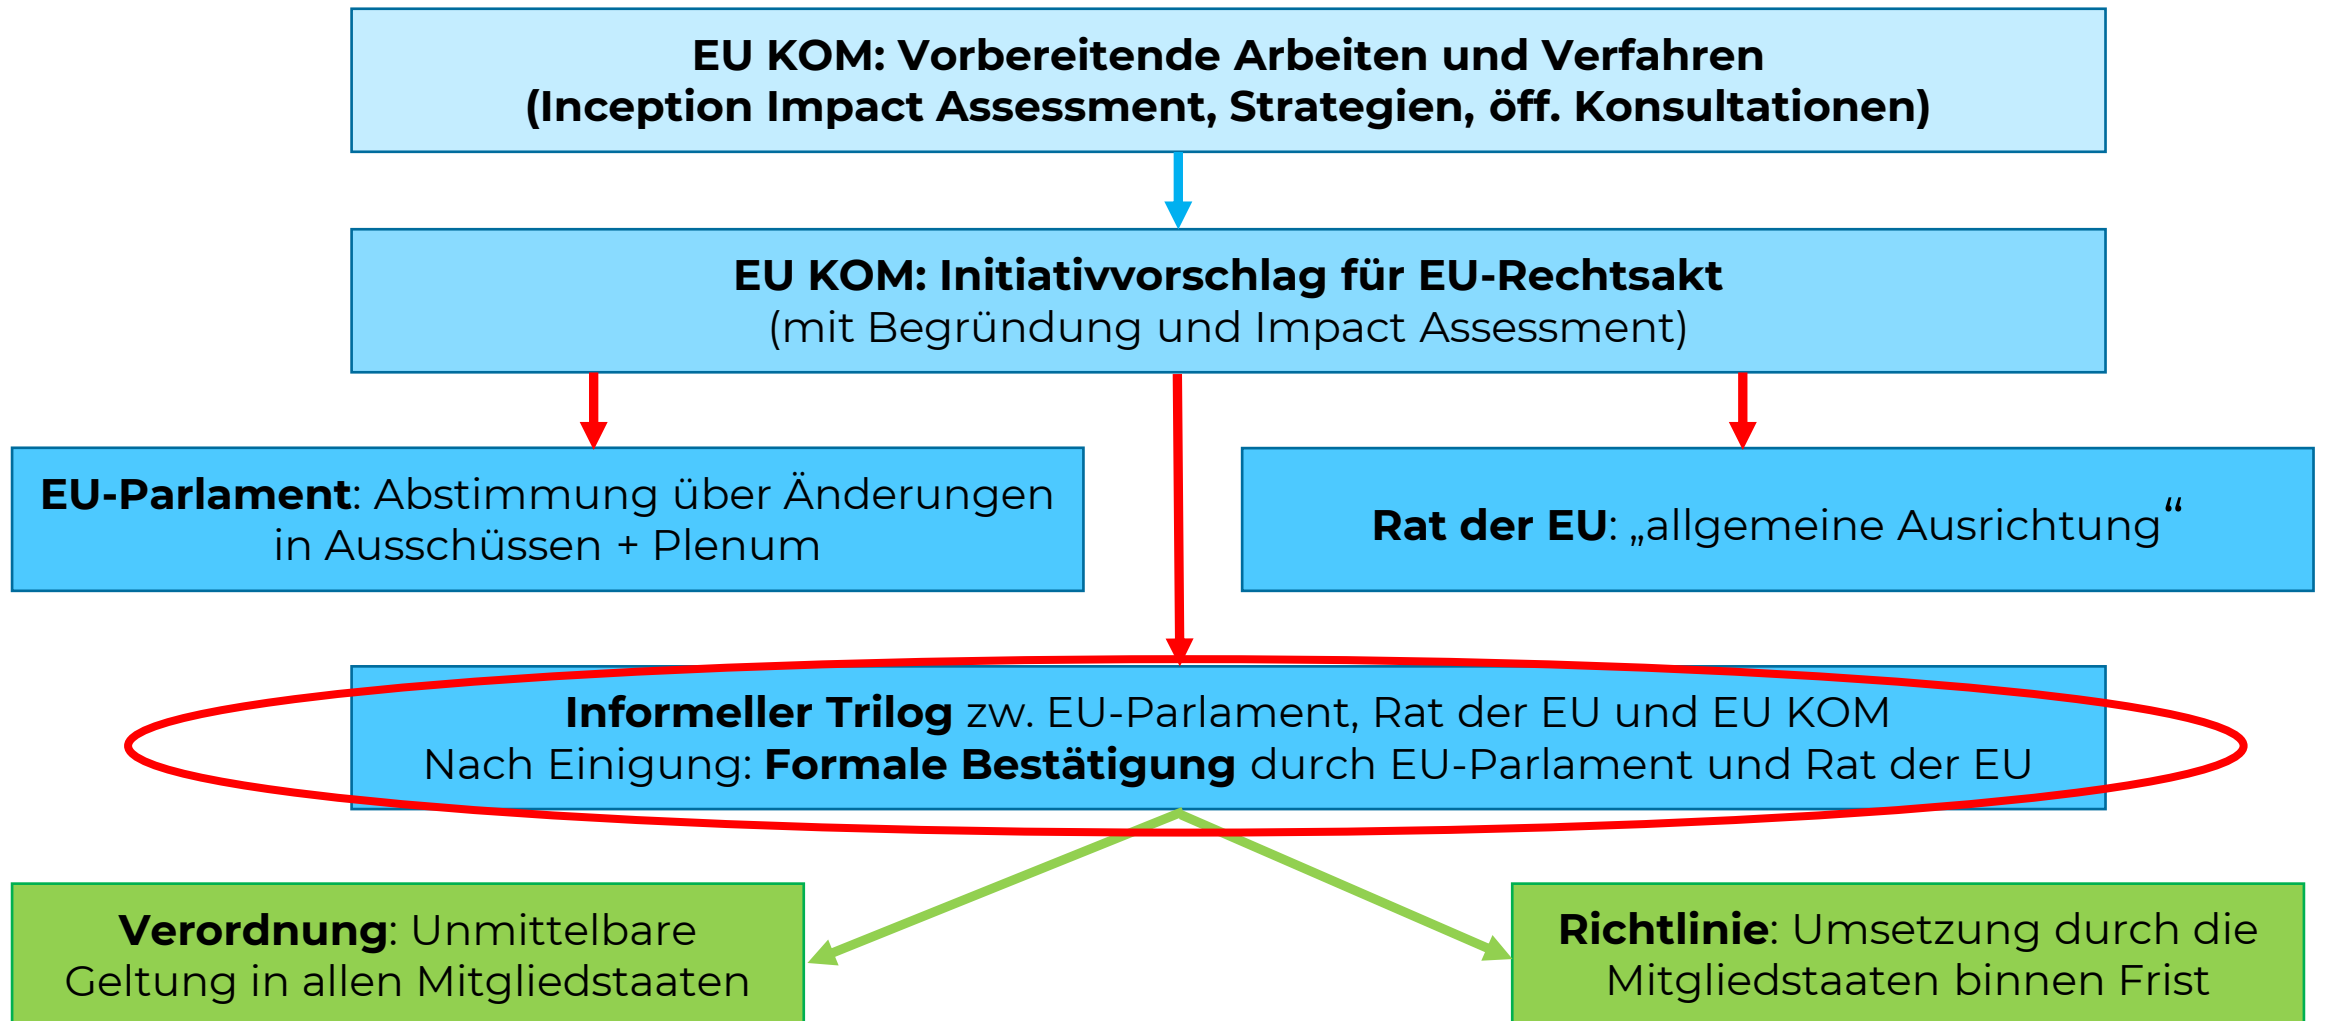 EU KOM: Vorbereitende Arbeiten und Verfahren
(Inception Impact Assessment, Strategien, öff. Konsultationen)
EU KOM: Initiativvorschlag für EU-Rechtsakt
(mit Begründung und Impact Assessment)
EU-Parlament: Abstimmung über Änderungen
in Ausschüssen + Plenum
Rat der EU: „allgemeine Ausrichtung“
Informeller Trilog zw. EU-Parlament, Rat der EU und EU KOM
Nach Einigung: Formale Bestätigung durch EU-Parlament und Rat der EU
Verordnung: Unmittelbare
Geltung in allen Mitgliedstaaten
Richtlinie: Umsetzung durch die
Mitgliedstaaten binnen Frist